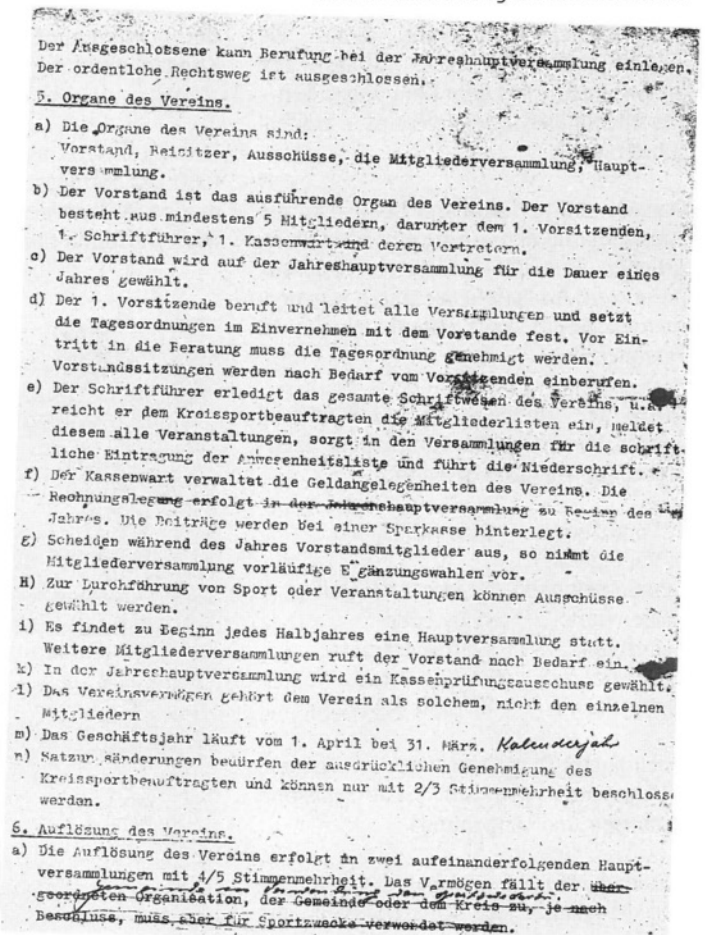 Der Ausgeschlossene kann Berufung bei der Jahreshauptversammlung einlegen.
Der ordentlche Rechtsweg ist ausgeschlossen.
5. Organe des Vereins.
a) Die Organe des Vereins sind:
Vorstand, Beisitzer, Ausschüsse, die Mitgliederversammlung, Haupt-
vers mmlung.
b) Der Vorstand ist das ausführende Organ des Vereins. Der Vorstand
besteht aus mindestens 5 Mitgliedern, darunter dem 1. Vorsitzenden,
1. Schriftführer, 1. Kassenwart und deren Vertretern.
c) Der Vorstand wird auf der Jahreshauptversammlung für die Dauer eines
Jahres gewählt.
d) Der 1. Vorsitzende beruft und leitet alle Versammlungen und setzt
die Tagesordnungen im Einvernehmen mit dem Vorstande fest. Vor Ein-
tritt in die Beratung muss die Tagesordnung genehmigt werden.
Vorstandssitzungen werden nach Bedarf vom Vorsitzenden einberufen.
e) Der Schriftführer erledigt das gesamte Schriftwesen des Vereins, u.a.
reicht er dem Kreissportbeauftragten die Mitgliederlisten ein, meldet
diesem alle Veranstaltungen, sorgt in den Versammlungen für die schrift-
liche Eintragung der Anwesenheitsliste und führt die Niederschrift.
f) Der Kassenwart verwaltet die Geldangelegenheiten des Vereins. Die
Rechnungslegung erfolgt in der Jahreshauptversammlung zu Beginn des
Jahres. Die Beiträge werden bei einer Sparkasse hinterlegt.
g) Scheiden während des Jahres Vorstandsmitglieder aus, so nimmt die
Mitgliederversammlung vorläufige E gänzungswahlen vor.
H) Zur Durchführung von Sport oder Veranstaltungen können Ausschüsse
gewählt werden.
i) Es findet zu Beginn jedes Halbjahres eine Hauptversammlung statt.
Weitere Mitgliederversammlungen ruft der Vorstand nach Bedarf ein.
k) In der Jahreshauptversammlung wird ein Kassenprüfungsausschuss gewählt.
l) Das Vereinsvermögen gehört dem Verein als solchem, nicht den einzelnen
Mitgliedern
m) Das Geschäftsjahr läuft vom 1. April bei 31. März. Kalenderjahr
n) Satzun sänderungen bedürfen der ausdrücklichen Genehmigung des
Kreissportbeauftragten und können nur mit 2/3 Stimmenmehrheit beschlosse
werden.
6. Auflözung des Vereins.
a) Die Auflösung des Vereins erfolgt in zwei aufeinanderfolgenden Haupt-
versammlungen mit 4/5 Stimmenmehrheit. Das Vermögen fällt der über-
geordneten Organisation, der Gemeinde oder dem Kreis zu, je nach
Beschluss, muss aber für Sportzwecke verwendet werden.